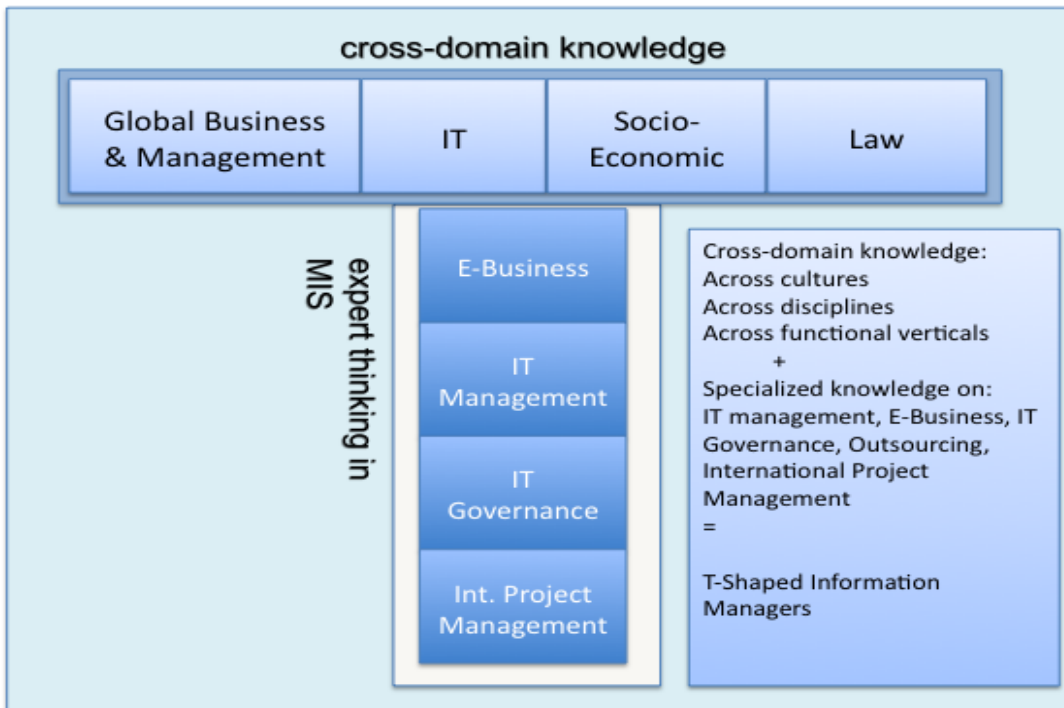 cross-domain knowledge
Global Business
& Management
IT
Socio-
Economic
Law
expert thinking in
MIS
E-Business
IT
Management
IT
Governance
Int. Project
Management
Cross-domain knowledge:
Across cultures
Across disciplines
Across functional verticals
+
Specialized knowledge on:
IT management, E-Business, IT
Governance, Outsourcing,
International Project
Management
=
T-Shaped Information
Managers